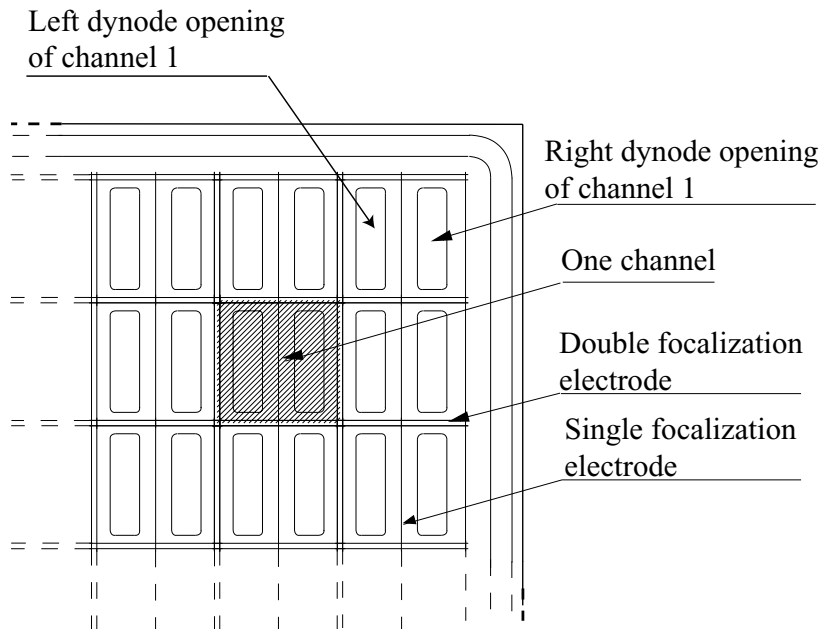 Left dynode opening
of channel 1
Right dynode opening
of channel 1
One channel
Double focalization
electrode
Single focalization
electrode